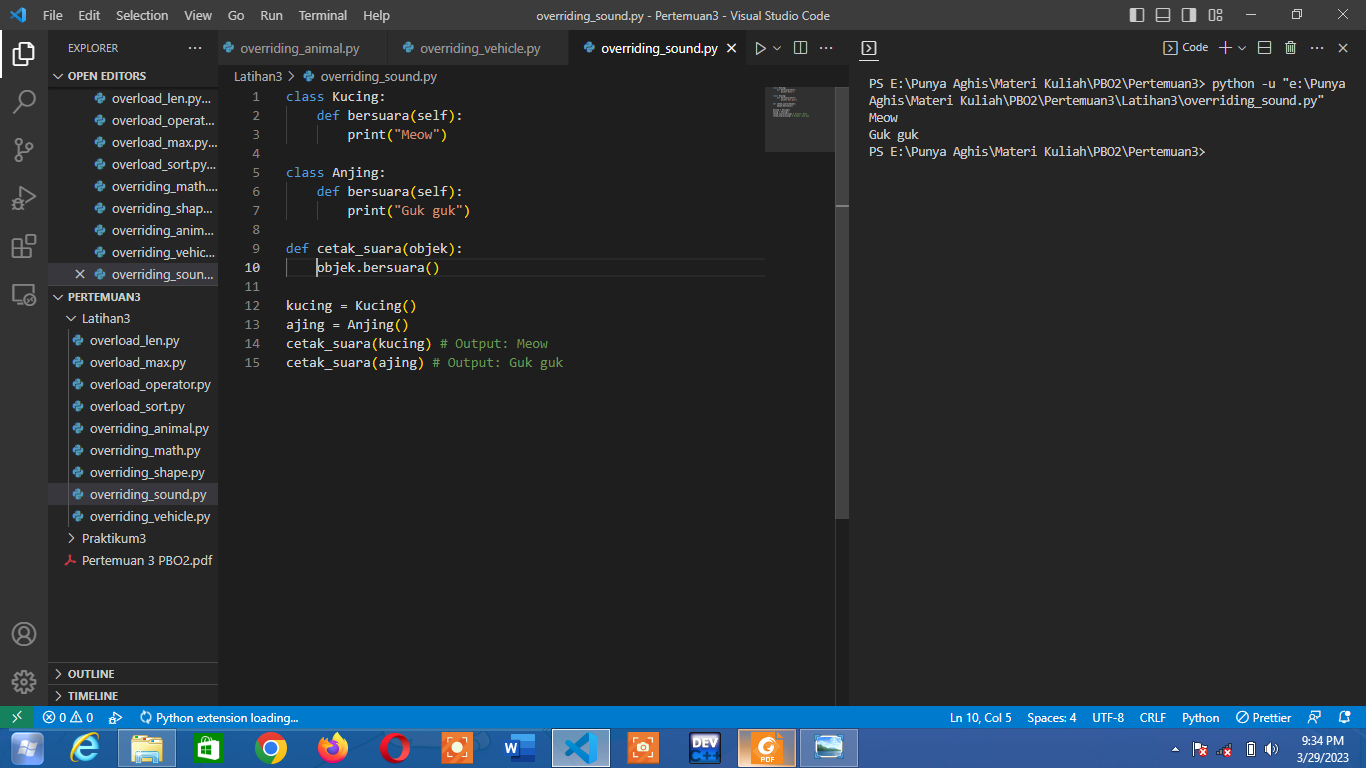 File Edit Selection View Go Run Terminal Help
overriding_sound.py - Pertemuan3 - Visual Studio Code
EXPLORER
OPEN EDITORS
overload_len.py...
overload_operat...
overload_max.py...
overload_sort.py...
overriding_math....
overriding_shap...
overriding_anim...
overriding_vehic...
overriding_soun...
PERTEMUAN3
Latihan3
overload_len.py
overload_max.py
overload_operator.py
overload_sort.py
overriding_animal.py
overriding_math.py
overriding_shape.py
overriding_sound.py
overriding_vehicle.py
Praktikum3
Pertemuan 3 PBO2.pdf
OUTLINE
TIMELINE
overriding_animal.py overriding_vehicle.py overriding_sound.py
Latihan3 > overriding_sound.py
1 class Kucing:
2 def bersuara(self):
3 print("Meow")
4
5 class Anjing:
6 def bersuara(self):
7 print("Guk guk")
8
9 def cetak_suara(objek):
10 objek.bersuara()
11
12 kucing = Kucing()
13 ajing = Anjing()
14 cetak_suara(kucing) # Output: Meow
15 cetak_suara(ajing) # Output: Guk guk
Code
PS E:\Punya Aghis\Materi Kuliah\PBO2\Pertemuan3> python -u "e:\Punya
Aghis\Materi Kuliah\PBO2\Pertemuan3\Latihan3\overriding_sound.py"
Meow
Guk guk
PS E:\Punya Aghis\Materi Kuliah\PBO2\Pertemuan3>
0 0 Python extension loading...
Ln 10, Col 5 Spaces: 4 UTF-8 CRLF Python Prettier
W
DEV C++
PDF
9:34 PM
3/29/2023